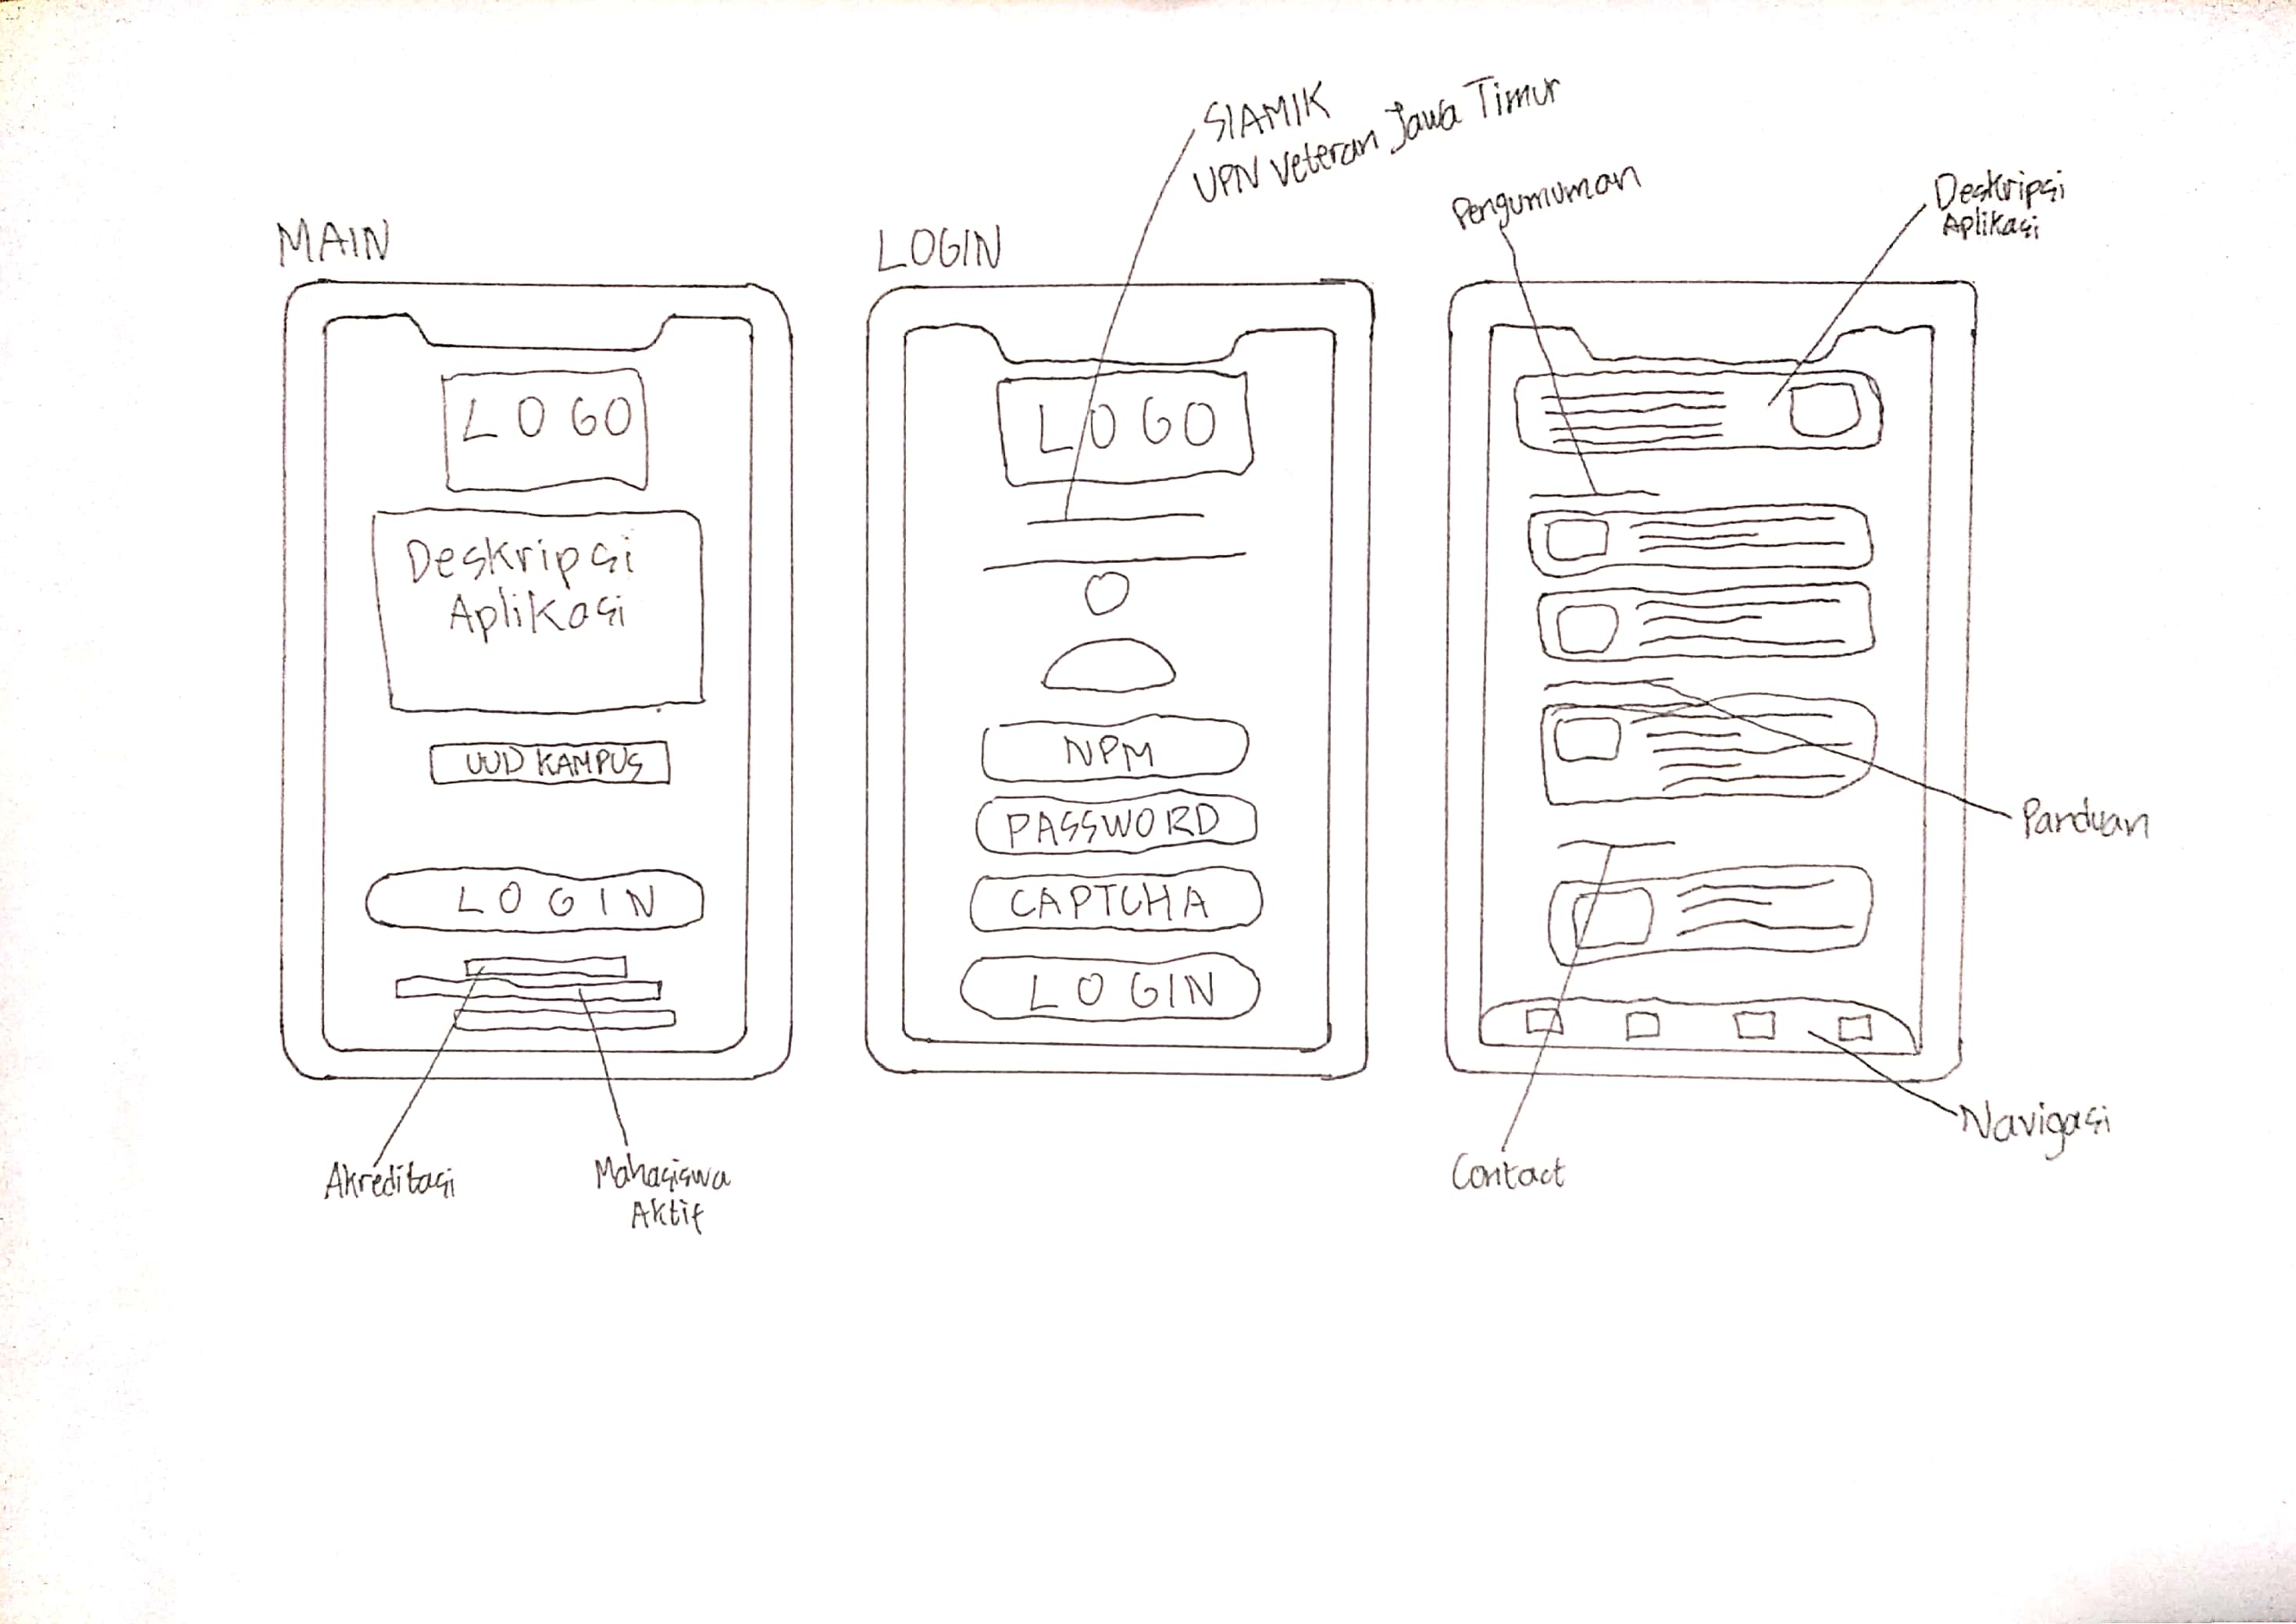 SIAMIK
UPN Veteran Jawa Timur
Pengumuman
Deskripsi
Aplikasi
MAIN
LOGIN
LOGO
Deskripsi
Aplikasi
UUD KAMPUS
LOGIN
Akreditasi
Mahasiswa
Aktif
LOGO
NPM
PASSWORD
CAPTCHA
LOGIN
Panduan
Contact
Navigasi